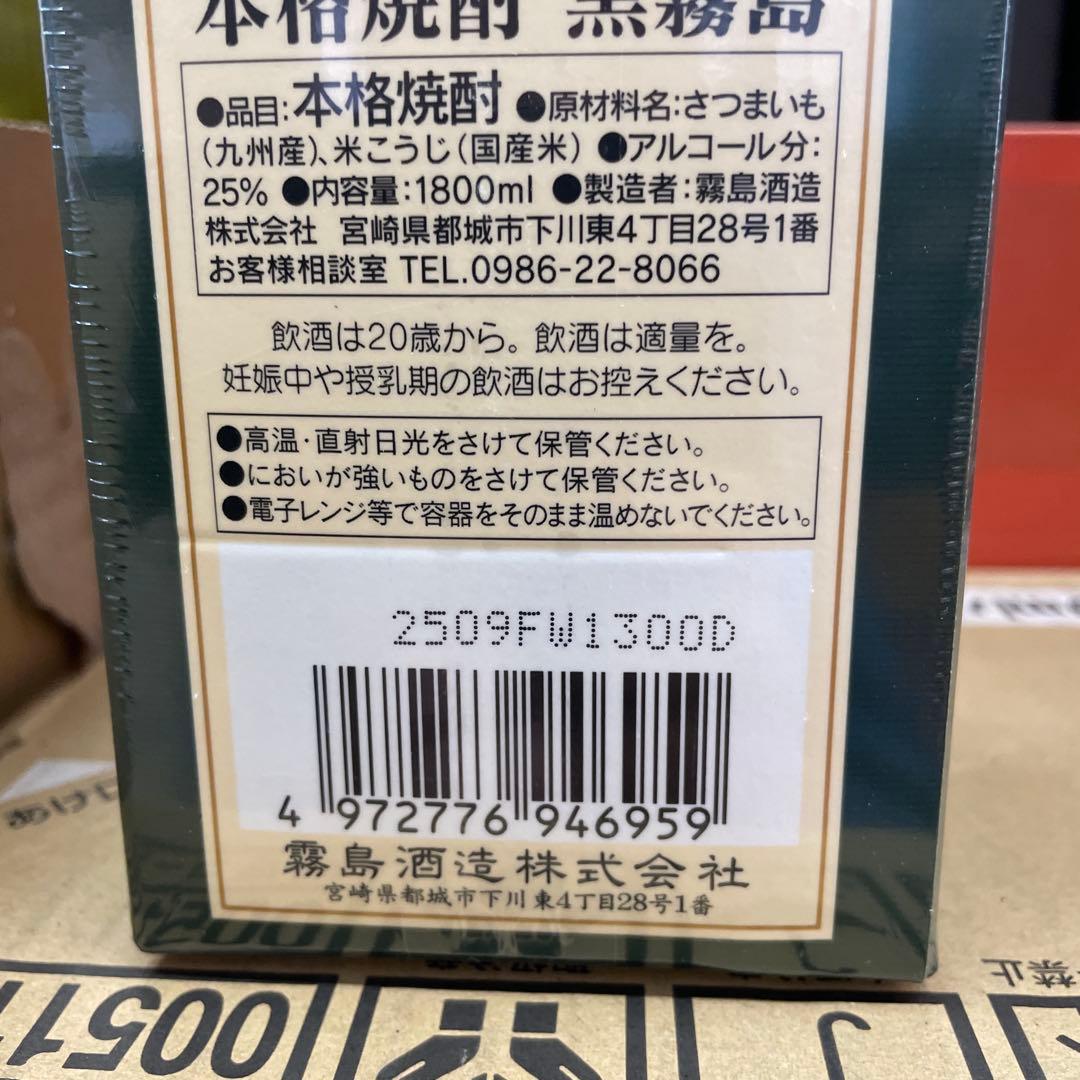 本格焼酎 黒霧島
●品目:本格焼酎 ●原材料名:さつまいも
(九州産)、米こうじ(国産米) ●アルコール分:
25% ●内容量:1800ml ●製造者:霧島酒造
株式会社 宮崎県都城市下川東4丁目28号1番
お客様相談室 TEL.0986-22-8066
飲酒は20歳から。飲酒は適量を。
妊娠中や授乳期の飲酒はお控えください。
●高温・直射日光をさけて保管ください。
●においが強いものをさけて保管ください。
●電子レンジ等で容器をそのまま温めないでください。
2509FW1300D
4 972776 946959
霧島酒造株式会社
宮崎県都城市下川東4丁目28号1番
禁止